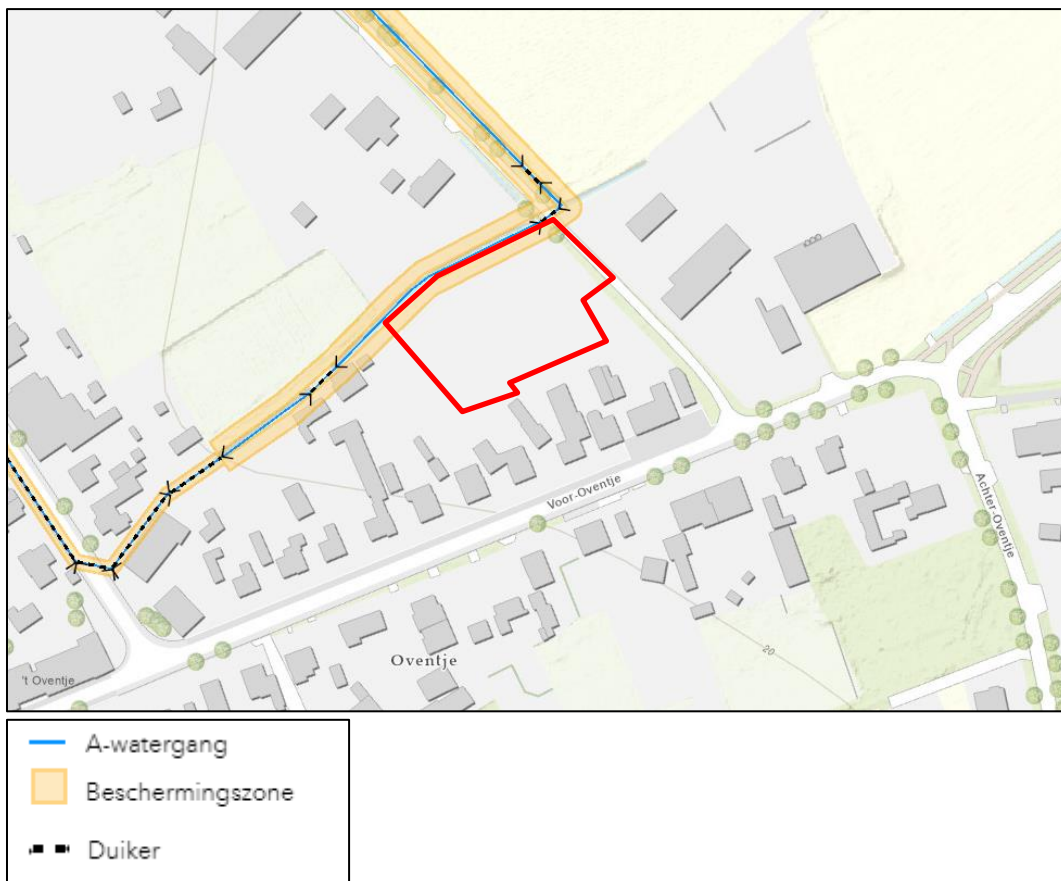 Voor-Oventje
Achter-Oventje
Oventje
20
't Oventje
A-watergang
Beschermingszone
Duiker